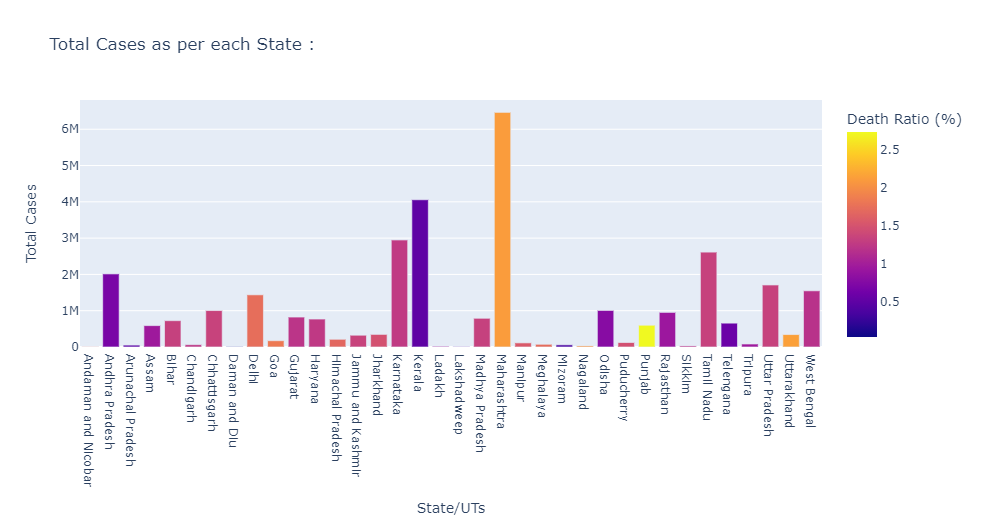 Total Cases as per each State :
Death Ratio (%)
2.5
2
1.5
1
0.5
Total Cases
6M
5M
4M
3M
2M
1M
0
Andaman and Nicobar
Andhra Pradesh
Arunachal Pradesh
Assam
Bihar
Chandigarh
Chhattisgarh
Daman and Diu
Delhi
Goa
Gujarat
Haryana
Himachal Pradesh
Jammu and Kashmir
Jharkhand
Karnataka
Kerala
Ladakh
Lakshadweep
Madhya Pradesh
Maharashtra
Manipur
Meghalaya
Mizoram
Nagaland
Odisha
Puducherry
Punjab
Rajasthan
Sikkim
Tamil Nadu
Telengana
Tripura
Uttar Pradesh
Uttarakhand
West Bengal
State/UTs